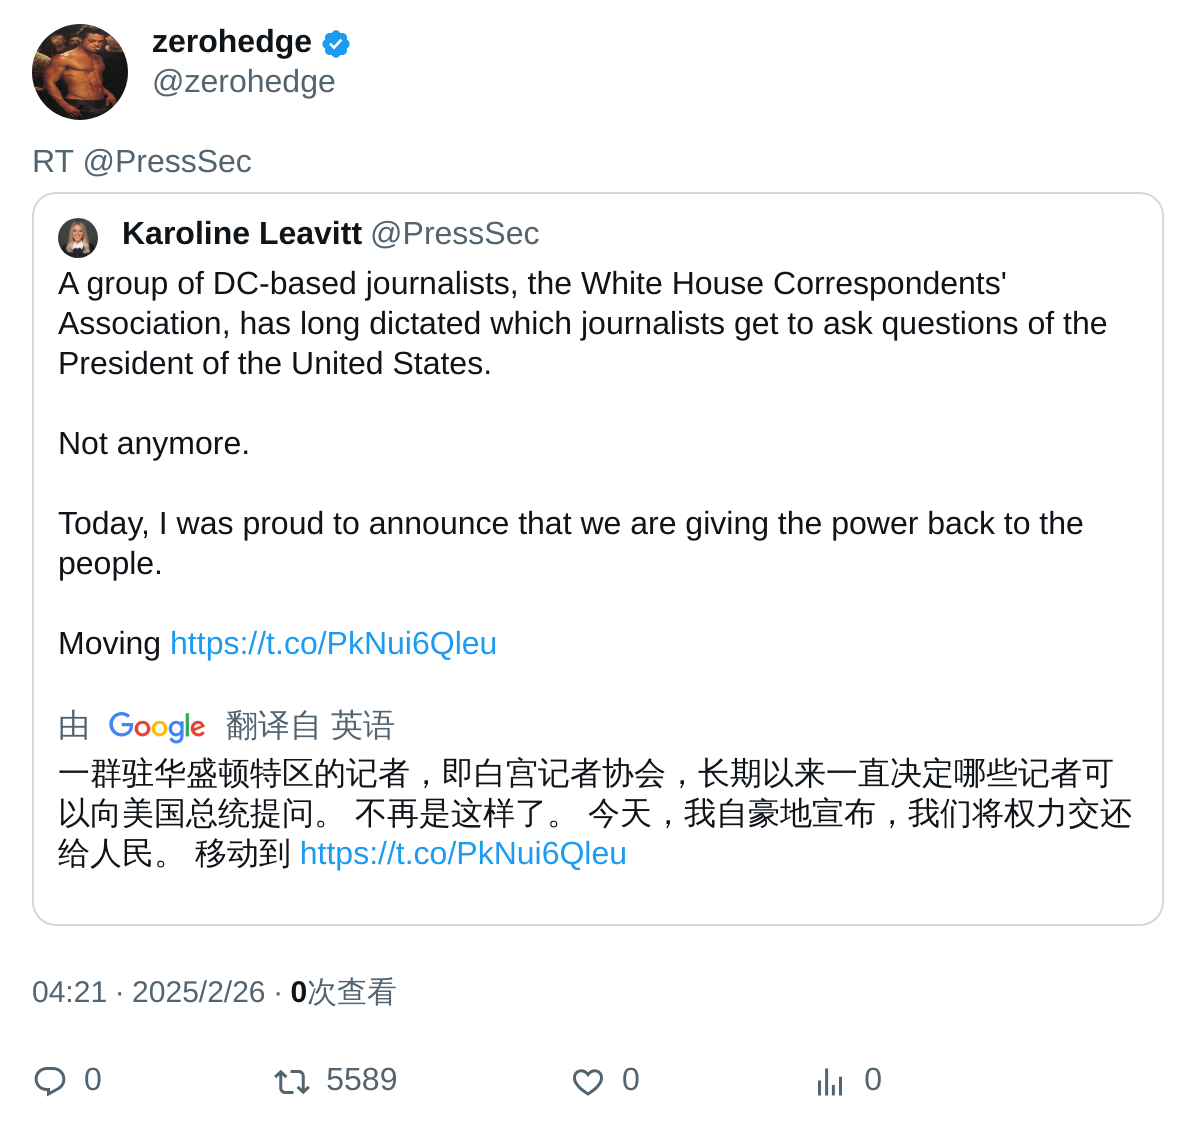 zerohedge
@zerohedge
RT @PressSec
Karoline Leavitt @PressSec
A group of DC-based journalists, the White House Correspondents'
Association, has long dictated which journalists get to ask questions of the
President of the United States.
Not anymore.
Today, I was proud to announce that we are giving the power back to the
people.
Moving https://t.co/PkNui6Qleu
由 Google 翻译自 英语
一群驻华盛顿特区的记者，即白宫记者协会，长期以来一直决定哪些记者可
以向美国总统提问。 不再是这样了。 今天，我自豪地宣布，我们将权力交还
给人民。 移动到 https://t.co/PkNui6Qleu
04:21 · 2025/2/26 · 0次查看
0 5589 0 0